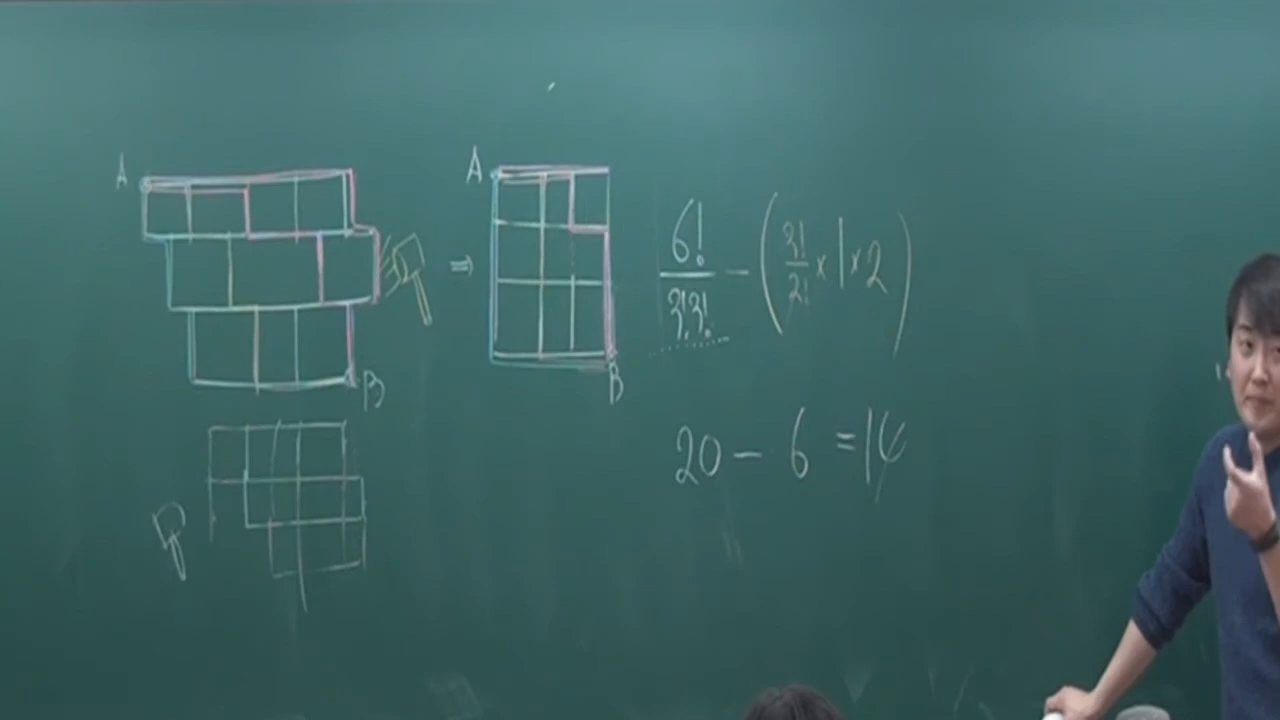 A
B
⇒
A
B
6!/3!3! − (3!/2! × 1 × 2)
20 − 6 = 14